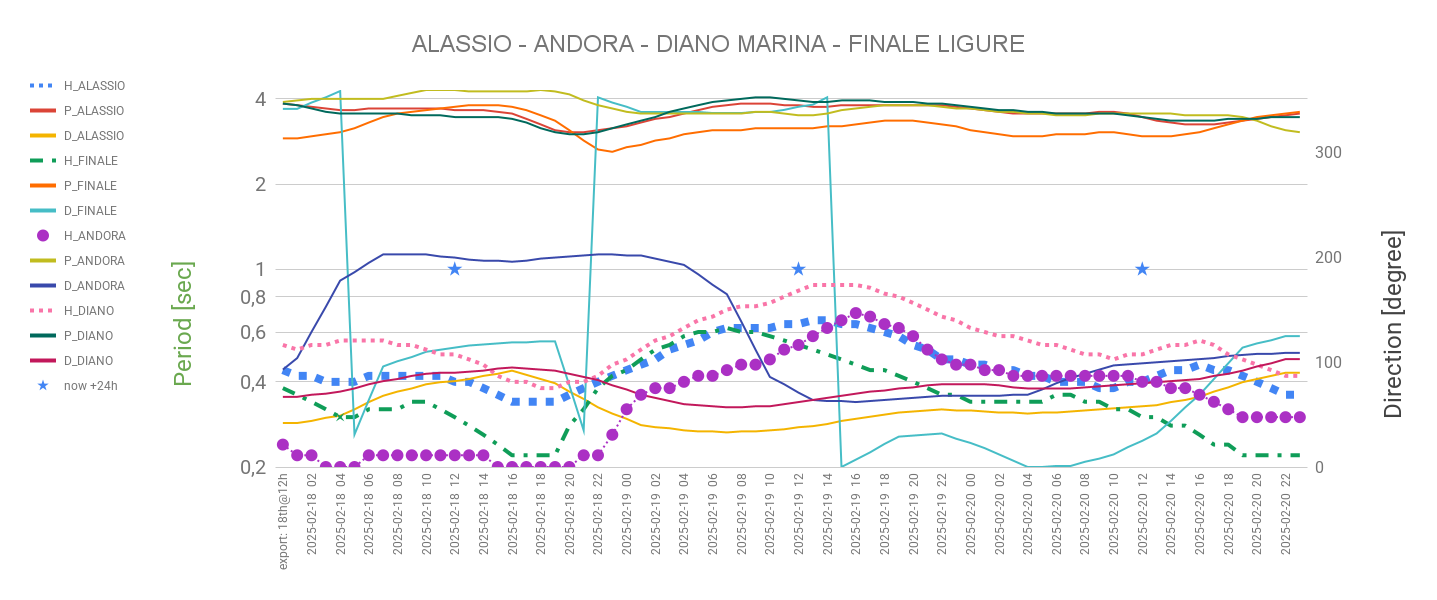 ALASSIO - ANDORA - DIANO MARINA - FINALE LIGURE
H_ALASSIO
P_ALASSIO
D_ALASSIO
H_FINALE
P_FINALE
D_FINALE
H_ANDORA
P_ANDORA
D_ANDORA
H_DIANO
P_DIANO
D_DIANO
now +24h
Period [sec]
4
2
1
0,8
0,6
0,4
0,2
300
200
100
0
Direction [degree]
export: 18th@12h
2025-02-18 02
2025-02-18 04
2025-02-18 06
2025-02-18 08
2025-02-18 10
2025-02-18 12
2025-02-18 14
2025-02-18 16
2025-02-18 18
2025-02-18 20
2025-02-18 22
2025-02-19 00
2025-02-19 02
2025-02-19 04
2025-02-19 06
2025-02-19 08
2025-02-19 10
2025-02-19 12
2025-02-19 14
2025-02-19 16
2025-02-19 18
2025-02-19 20
2025-02-19 22
2025-02-20 00
2025-02-20 02
2025-02-20 04
2025-02-20 06
2025-02-20 08
2025-02-20 10
2025-02-20 12
2025-02-20 14
2025-02-20 16
2025-02-20 18
2025-02-20 20
2025-02-20 22